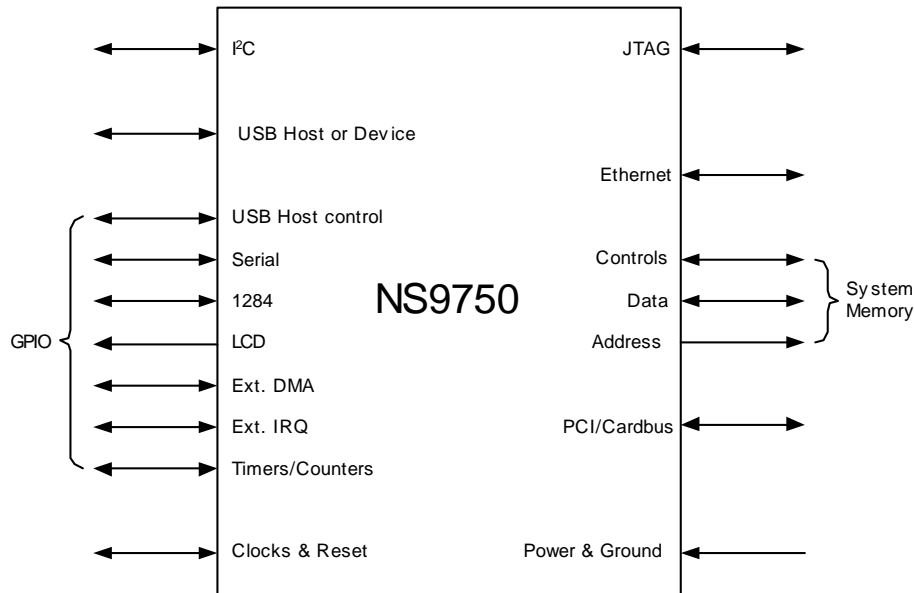 I²C
JTAG
USB Host or Device
Ethernet
USB Host control
Serial
Controls
1284
NS9750
Data
System
Memory
GPIO
LCD
Address
Ext. DMA
Ext. IRQ
PCI/Cardbus
Timers/Counters
Clocks & Reset
Power & Ground